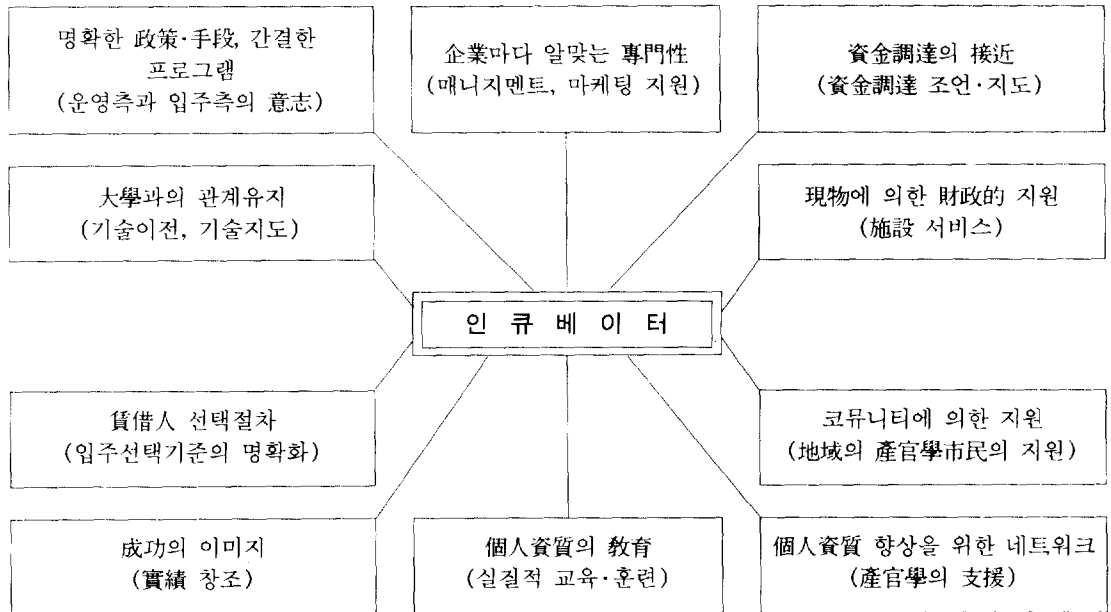 명확한 政策·手段, 간결한
프로그램
(운영측과 입주측의 意志)
企業마다 알맞는 專門性
(매니지멘트, 마케팅 지원)
資金調達의 接近
(資金調達 조언·지도)
大學과의 관계유지
(기술이전, 기술지도)
現物에 의한 財政的 지원
(施設 서비스)
인 큐 베 이 터
賃借人 선택절차
(입주선택기준의 명확화)
코뮤니티에 의한 지원
(地域의 產官學市民의 지원)
成功의 이미지
(實績 창조)
個人資質의 敎育
(실질적 교육·훈련)
個人資質 향상을 위한 네트워크
(產官學의 支援)